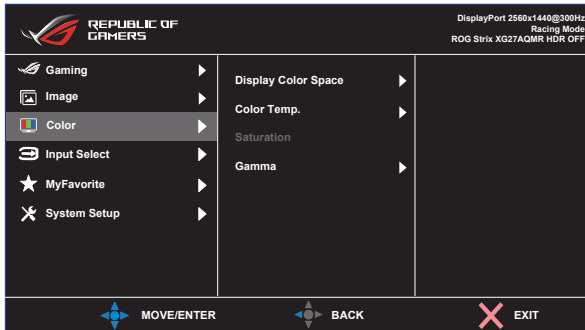 REPUBLIC OF
GAMERS
DisplayPort 2560x1440@300Hz
Racing Mode
ROG Strix XG27AQMR HDR OFF
Gaming
Image
Color
Input Select
MyFavorite
System Setup
Display Color Space
Color Temp.
Saturation
Gamma
MOVE/ENTER
BACK
EXIT